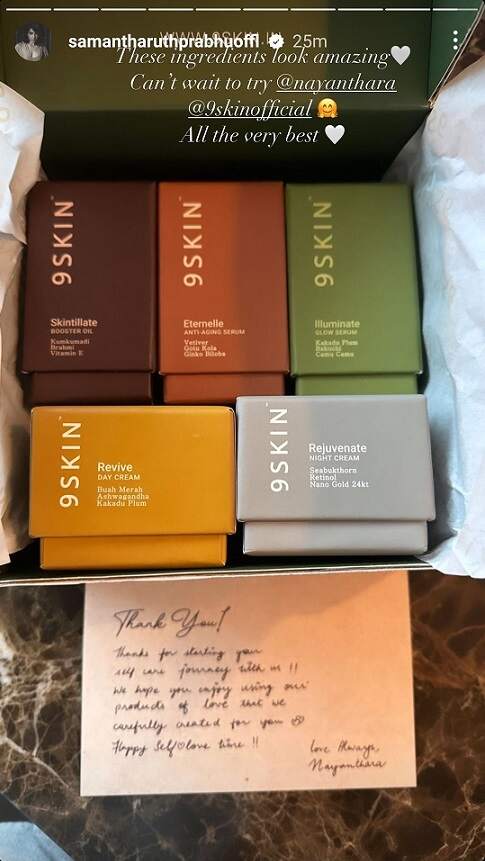 WWW.9SKIN.IN
samantharuthprabhuoffl 25m
These ingredients look amazing🤍
Can't wait to try @nayanthara
@9skinofficial 🤗
All the very best 🤍
9SKIN
Skintillate
BOOSTER OIL
Kumkumadi
Brahmi
Vitamin E
9SKIN
Eternelle
ANTI-AGING SERUM
Vetiver
Gotu Kola
Ginko Biloba
9SKIN
Illuminate
GLOW SERUM
Kakadu Plum
Bakuchi
Camu Camu
9SKIN
Revive
DAY CREAM
Buah Merah
Ashwagandha
Kakadu Plum
9SKIN
Rejuvenate
NIGHT CREAM
Seabukthorn
Retinol
Nano Gold 24kt
Thank You!
Thanks for starting your
self care journey with us !!
We hope you enjoy using our
products of love that we
carefully created for you
Happy Self♡love time !!
Love Always,
Nayanthara